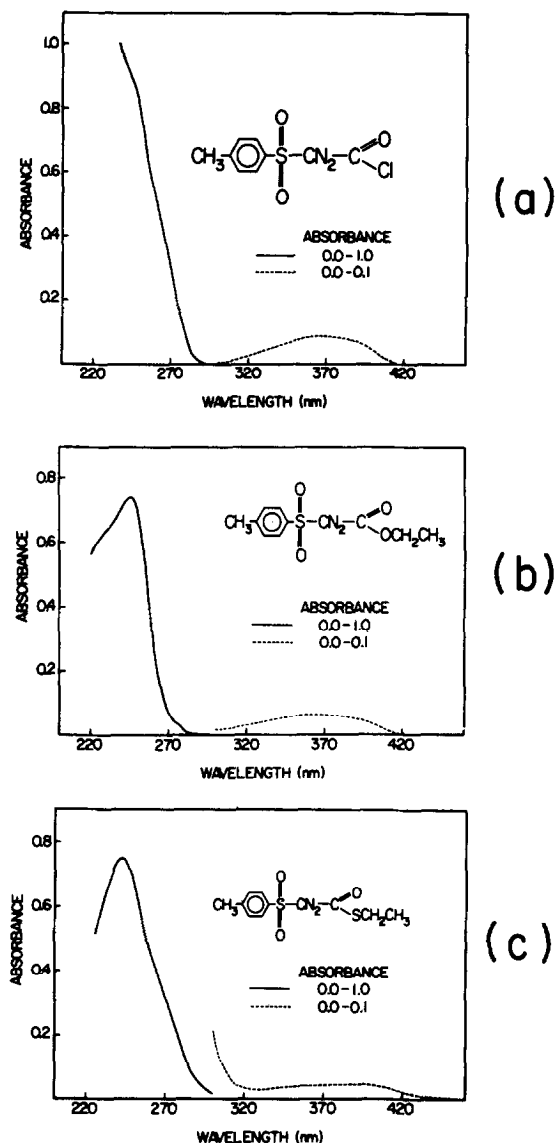 1.0
0.8
0.6
0.4
0.2
ABSORBANCE
O
CH₃ S CN₂ C O
Cl
O
ABSORBANCE
0.0-1.0
0.0-0.1
220 270 320 370 420
WAVELENGTH (nm)
(a)
0.8
0.6
0.4
0.2
ABSORBANCE
O
CH₃ S CN₂ C O
OCH₂CH₃
O
ABSORBANCE
0.0-1.0
0.0-0.1
220 270 320 370 420
WAVELENGTH (nm)
(b)
0.8
0.6
0.4
0.2
ABSORBANCE
O
CH₃ S CN₂ C O
SCH₂CH₃
O
ABSORBANCE
0.0-1.0
0.0-0.1
220 270 320 370 420
WAVELENGTH (nm)
(c)